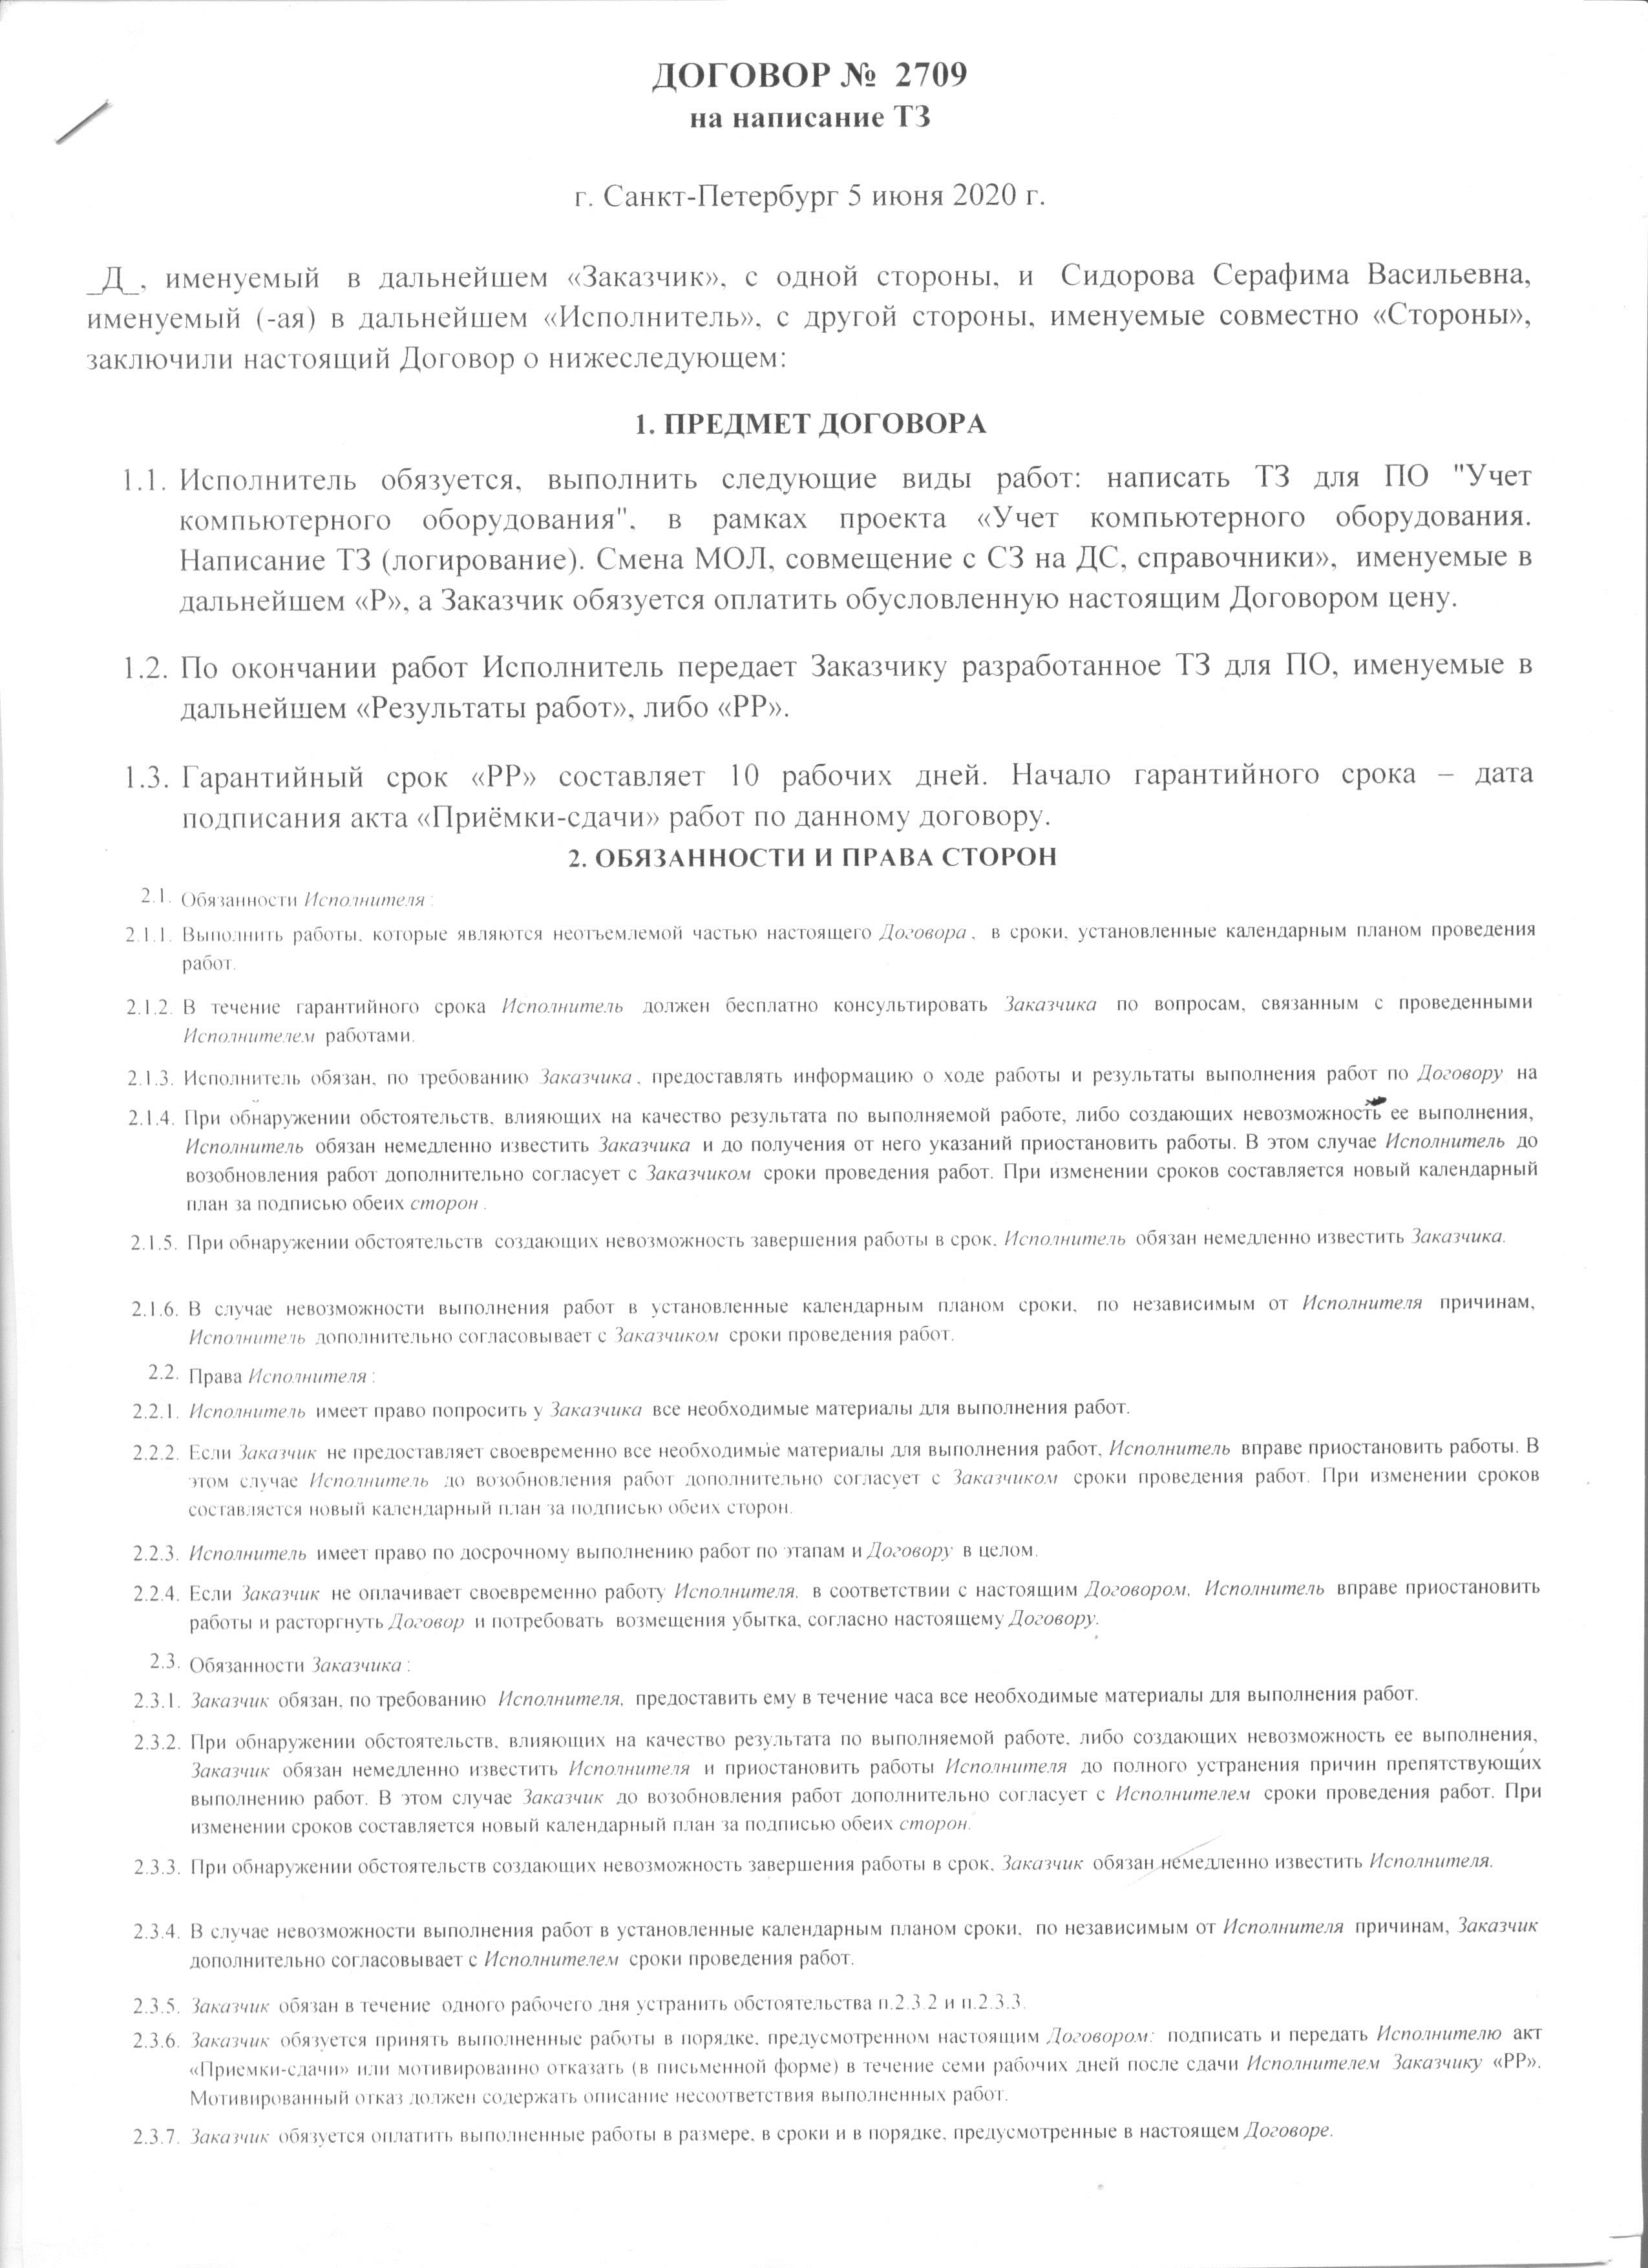 ДОГОВОР № 2709
на написание ТЗ
г. Санкт-Петербург 5 июня 2020 г.
_Д_, именуемый в дальнейшем «Заказчик», с одной стороны, и Сидорова Серафима Васильевна,
именуемый (-ая) в дальнейшем «Исполнитель», с другой стороны, именуемые совместно «Стороны»,
заключили настоящий Договор о нижеследующем:
1. ПРЕДМЕТ ДОГОВОРА
1.1. Исполнитель обязуется, выполнить следующие виды работ: написать ТЗ для ПО "Учет
компьютерного оборудования", в рамках проекта «Учет компьютерного оборудования.
Написание ТЗ (логирование). Смена МОЛ, совмещение с СЗ на ДС, справочники», именуемые в
дальнейшем «Р», а Заказчик обязуется оплатить обусловленную настоящим Договором цену.
1.2. По окончании работ Исполнитель передает Заказчику разработанное ТЗ для ПО, именуемые в
дальнейшем «Результаты работ», либо «РР».
1.3. Гарантийный срок «РР» составляет 10 рабочих дней. Начало гарантийного срока – дата
подписания акта «Приёмки-сдачи» работ по данному договору.
2. ОБЯЗАННОСТИ И ПРАВА СТОРОН
2.1. Обязанности Исполнителя :
2.1.1. Выполнить работы, которые являются неотъемлемой частью настоящего Договора , в сроки, установленные календарным планом проведения
работ.
2.1.2. В течение гарантийного срока Исполнитель должен бесплатно консультировать Заказчика по вопросам, связанным с проведенными
Исполнителем работами.
2.1.3. Исполнитель обязан, по требованию Заказчика , предоставлять информацию о ходе работы и результаты выполнения работ по Договору на
2.1.4. При обнаружении обстоятельств, влияющих на качество результата по выполняемой работе, либо создающих невозможность ее выполнения,
Исполнитель обязан немедленно известить Заказчика и до получения от него указаний приостановить работы. В этом случае Исполнитель до
возобновления работ дополнительно согласует с Заказчиком сроки проведения работ. При изменении сроков составляется новый календарный
план за подписью обеих сторон .
2.1.5. При обнаружении обстоятельств создающих невозможность завершения работы в срок, Исполнитель обязан немедленно известить Заказчика.
2.1.6. В случае невозможности выполнения работ в установленные календарным планом сроки, по независимым от Исполнителя причинам,
Исполнитель дополнительно согласовывает с Заказчиком сроки проведения работ.
2.2. Права Исполнителя :
2.2.1. Исполнитель имеет право попросить у Заказчика все необходимые материалы для выполнения работ.
2.2.2. Если Заказчик не предоставляет своевременно все необходимые материалы для выполнения работ, Исполнитель вправе приостановить работы. В
этом случае Исполнитель до возобновления работ дополнительно согласует с Заказчиком сроки проведения работ. При изменении сроков
составляется новый календарный план за подписью обеих сторон.
2.2.3. Исполнитель имеет право по досрочному выполнению работ по этапам и Договору в целом.
2.2.4. Если Заказчик не оплачивает своевременно работу Исполнителя, в соответствии с настоящим Договором, Исполнитель вправе приостановить
работы и расторгнуть Договор и потребовать возмещения убытка, согласно настоящему Договору.
2.3. Обязанности Заказчика :
2.3.1. Заказчик обязан, по требованию Исполнителя, предоставить ему в течение часа все необходимые материалы для выполнения работ.
2.3.2. При обнаружении обстоятельств, влияющих на качество результата по выполняемой работе, либо создающих невозможность ее выполнения,
Заказчик обязан немедленно известить Исполнителя и приостановить работы Исполнителя до полного устранения причин препятствующих
выполнению работ. В этом случае Заказчик до возобновления работ дополнительно согласует с Исполнителем сроки проведения работ. При
изменении сроков составляется новый календарный план за подписью обеих сторон.
2.3.3. При обнаружении обстоятельств создающих невозможность завершения работы в срок, Заказчик обязан немедленно известить Исполнителя.
2.3.4. В случае невозможности выполнения работ в установленные календарным планом сроки, по независимым от Исполнителя причинам, Заказчик
дополнительно согласовывает с Исполнителем сроки проведения работ.
2.3.5. Заказчик обязан в течение одного рабочего дня устранить обстоятельства п.2.3.2 и п.2.3.3.
2.3.6. Заказчик обязуется принять выполненные работы в порядке, предусмотренном настоящим Договором: подписать и передать Исполнителю акт
«Приемки-сдачи» или мотивированно отказать (в письменной форме) в течение семи рабочих дней после сдачи Исполнителем Заказчику «РР».
Мотивированный отказ должен содержать описание несоответствия выполненных работ.
2.3.7. Заказчик обязуется оплатить выполненные работы в размере, в сроки и в порядке, предусмотренные в настоящем Договоре.